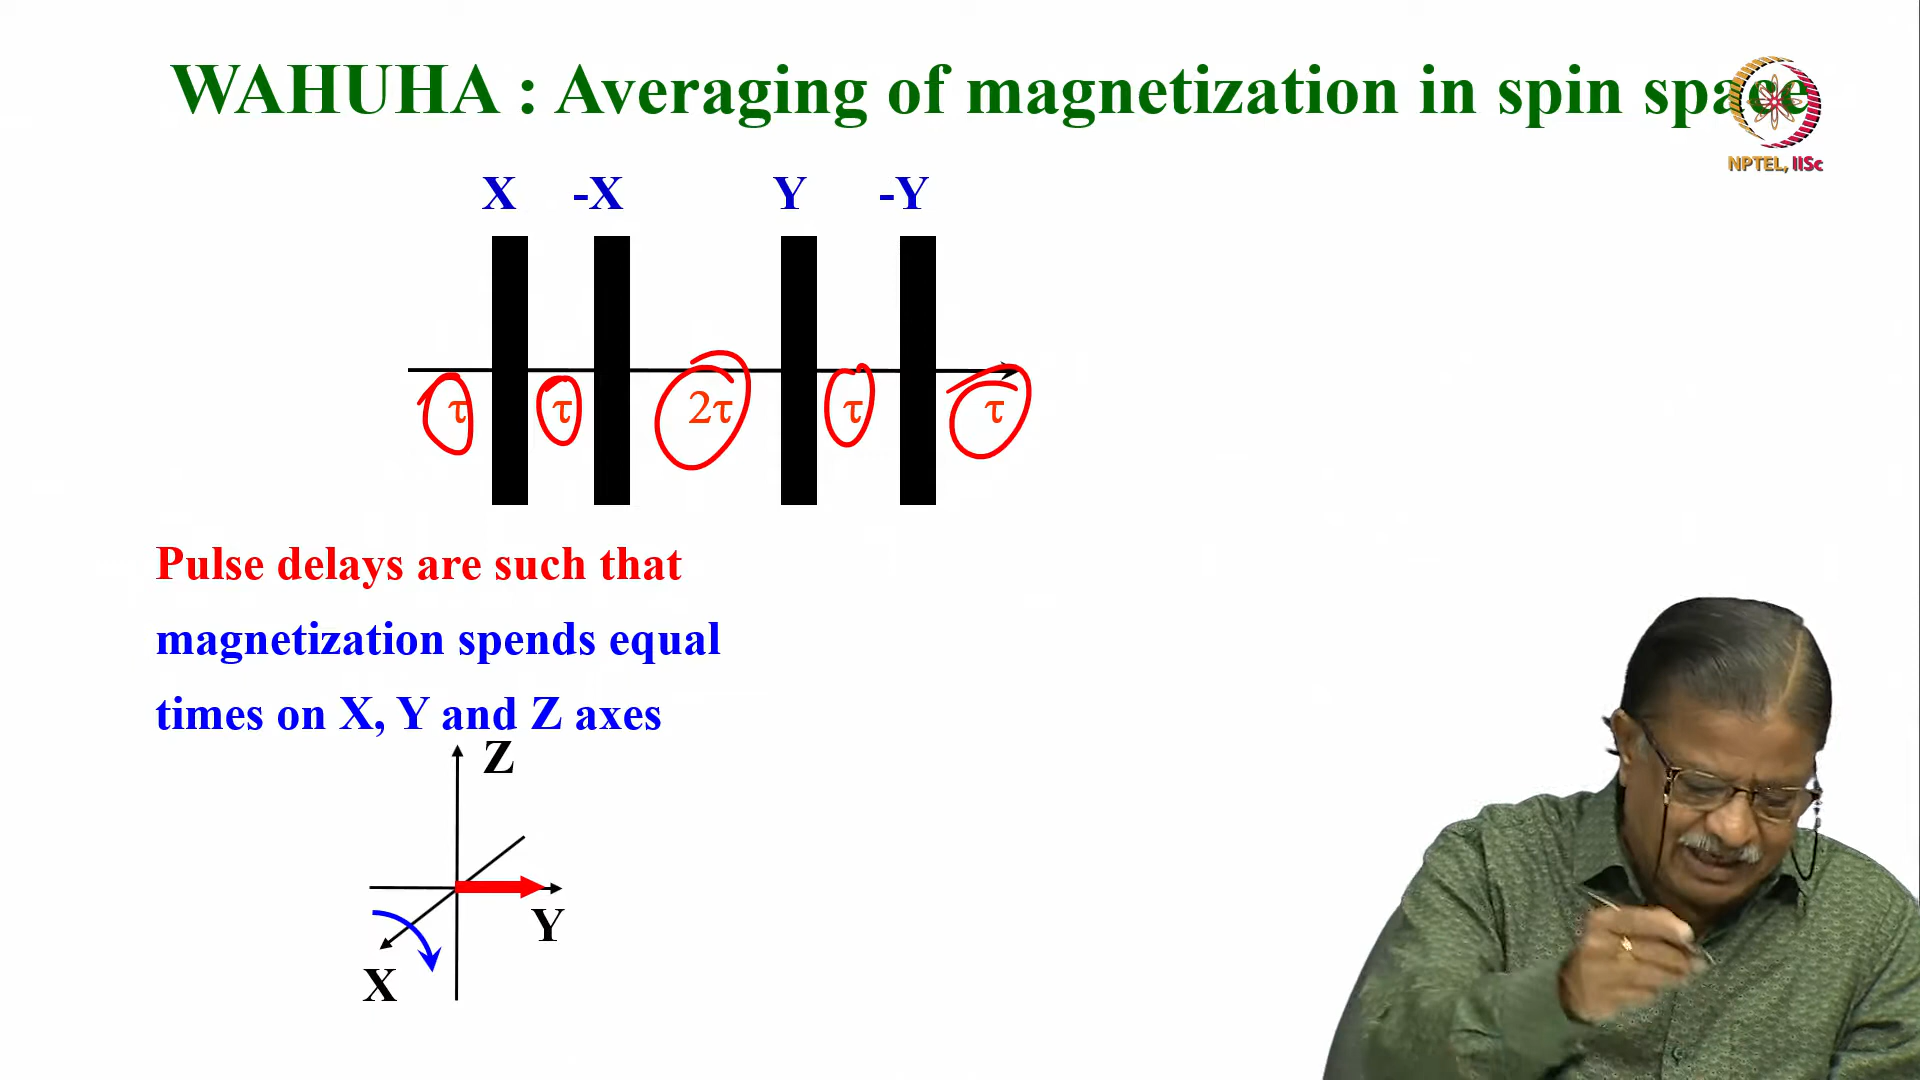 WAHUHA : Averaging of magnetization in spin space
NPTEL, IISc
X -X Y -Y
τ τ 2τ τ τ
Pulse delays are such that
magnetization spends equal
times on X, Y and Z axes
Z
Y
X